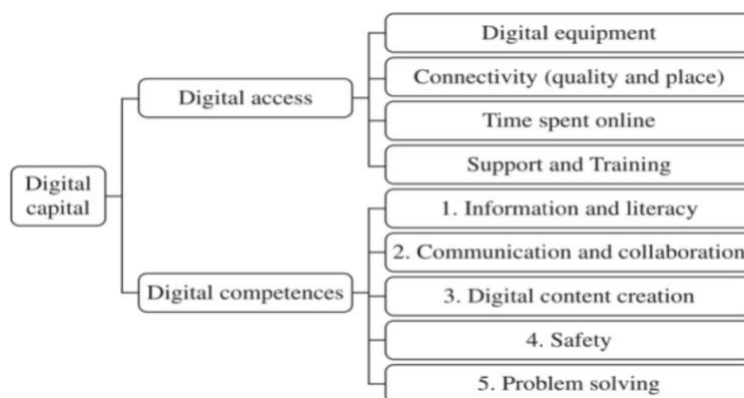 Digital
capital
Digital access
Digital equipment
Connectivity (quality and place)
Time spent online
Support and Training
Digital competences
1. Information and literacy
2. Communication and collaboration
3. Digital content creation
4. Safety
5. Problem solving